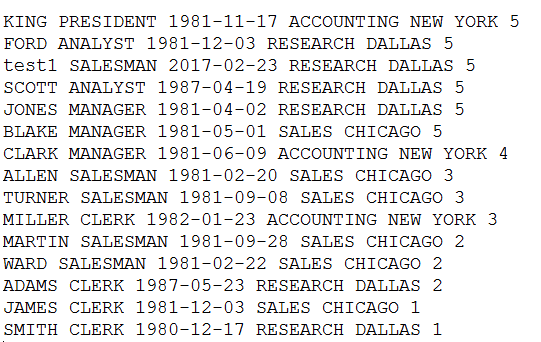 KING PRESIDENT 1981-11-17 ACCOUNTING NEW YORK 5
FORD ANALYST 1981-12-03 RESEARCH DALLAS 5
test1 SALESMAN 2017-02-23 RESEARCH DALLAS 5
SCOTT ANALYST 1987-04-19 RESEARCH DALLAS 5
JONES MANAGER 1981-04-02 RESEARCH DALLAS 5
BLAKE MANAGER 1981-05-01 SALES CHICAGO 5
CLARK MANAGER 1981-06-09 ACCOUNTING NEW YORK 4
ALLEN SALESMAN 1981-02-20 SALES CHICAGO 3
TURNER SALESMAN 1981-09-08 SALES CHICAGO 3
MILLER CLERK 1982-01-23 ACCOUNTING NEW YORK 3
MARTIN SALESMAN 1981-09-28 SALES CHICAGO 2
WARD SALESMAN 1981-02-22 SALES CHICAGO 2
ADAMS CLERK 1987-05-23 RESEARCH DALLAS 2
JAMES CLERK 1981-12-03 SALES CHICAGO 1
SMITH CLERK 1980-12-17 RESEARCH DALLAS 1